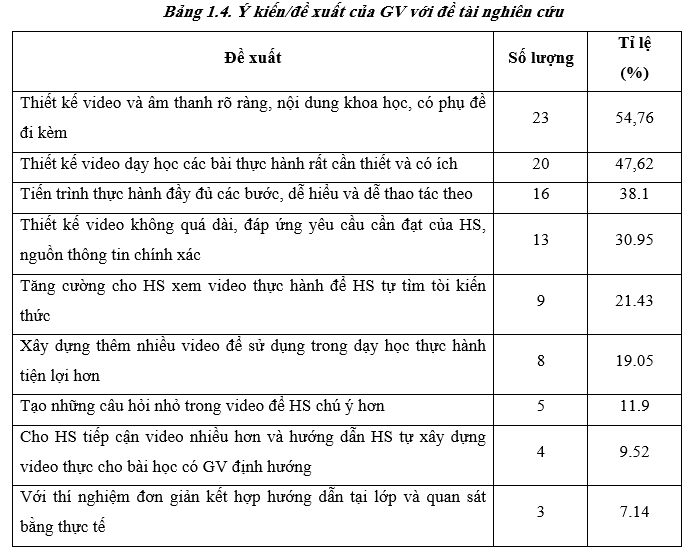 Bảng 1.4. Ý kiến/đề xuất của GV với đề tài nghiên cứu
Đề xuất Số lượng Tỉ lệ
(%)
Thiết kế video và âm thanh rõ ràng, nội dung khoa học, có phụ đề
đi kèm 23 54,76
Thiết kế video dạy học các bài thực hành rất cần thiết và có ích 20 47,62
Tiến trình thực hành đầy đủ các bước, dễ hiểu và dễ thao tác theo 16 38.1
Thiết kế video không quá dài, đáp ứng yêu cầu cần đạt của HS,
nguồn thông tin chính xác 13 30.95
Tăng cường cho HS xem video thực hành để HS tự tìm tòi kiến
thức 9 21.43
Xây dựng thêm nhiều video để sử dụng trong dạy học thực hành
tiện lợi hơn 8 19.05
Tạo những câu hỏi nhỏ trong video để HS chú ý hơn 5 11.9
Cho HS tiếp cận video nhiều hơn và hướng dẫn HS tự xây dựng
video thực cho bài học có GV định hướng 4 9.52
Với thí nghiệm đơn giản kết hợp hướng dẫn tại lớp và quan sát
bằng thực tế 3 7.14